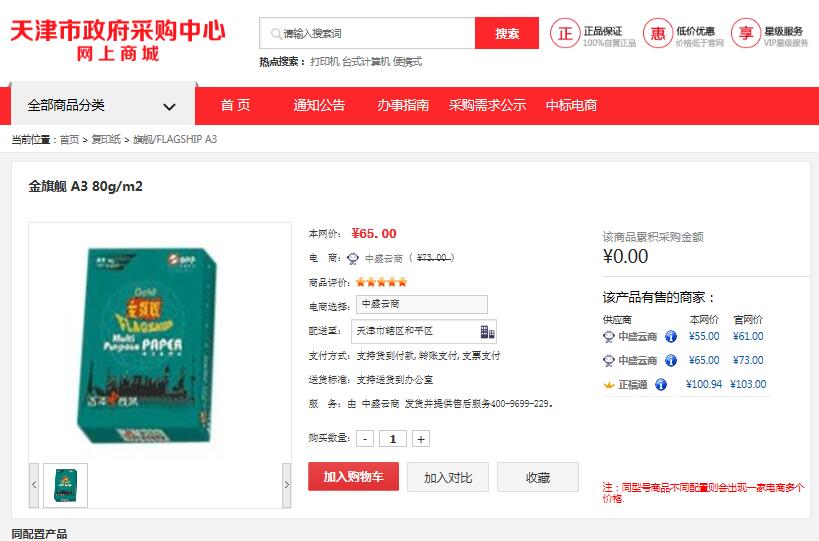 天津市政府采购中心
网上商城
请输入搜索词
搜索
热点搜索：打印机 台式计算机 便携式
正 正品保证
100%自营正品
惠 低价优惠
价格低于官网
享 星级服务
VIP星级服务
全部商品分类
首 页 通知公告 办事指南 采购需求公示 中标电商
当前位置：首页 > 复印纸 > 旗舰/FLAGSHIP A3
金旗舰 A3 80g/m2
Gold
金旗舰
FLAGSHIP
Multi
Purpose PAPER
本网价： ¥65.00
电 商： 中盛云商（ ¥73.00 ）
商品评价：
电商选择： 中盛云商
配送至： 天津市辖区和平区
支付方式：支持货到付款, 转账支付, 支票支付
送货标准：支持送货到办公室
服 务：由 中盛云商 发货并提供售后服务400-9699-229。
购买数量： - 1 +
加入购物车 加入对比 收藏
该商品累积采购金额
¥0.00
该产品有售的商家：
供应商 本网价 官网价
中盛云商 ¥55.00 ¥61.00
中盛云商 ¥65.00 ¥73.00
正福通 ¥100.94 ¥103.00
注：同型号商品不同配置则会出现一家电商多个
价格.
同配置产品